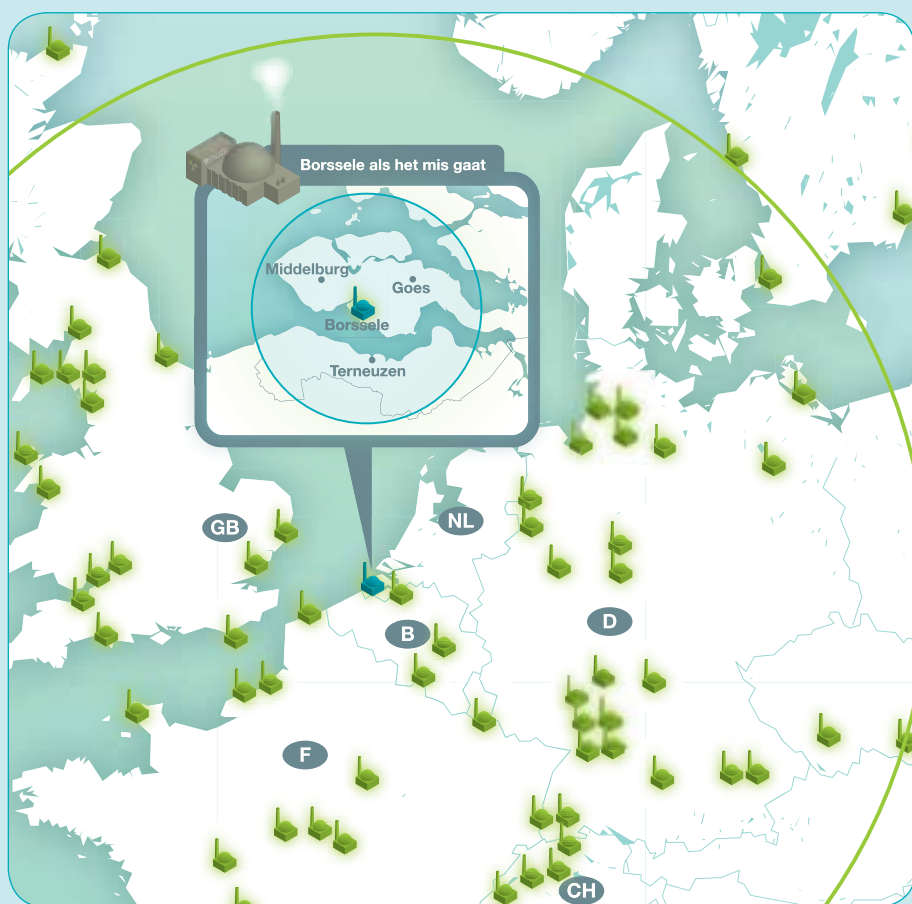 Borssele als het mis gaat
Middelburg
Goes
Borssele
Terneuzen
GB
NL
B
D
F
CH